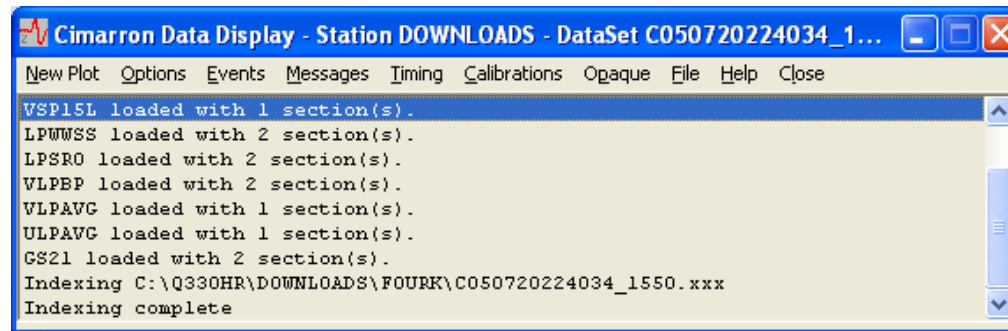 Cimarron Data Display - Station DOWNLOADS - DataSet C050720224034_1...
New Plot Options Events Messages Timing Calibrations Opaque File Help Close
VSP15L loaded with 1 section(s).
LPWWSS loaded with 2 section(s).
LPSRO loaded with 2 section(s).
VLPBP loaded with 2 section(s).
VLPAVG loaded with 1 section(s).
ULPAVG loaded with 1 section(s).
GS21 loaded with 2 section(s).
Indexing C:\Q330HR\DOWNLOADS\FOURK\C050720224034_1550.xxx
Indexing complete